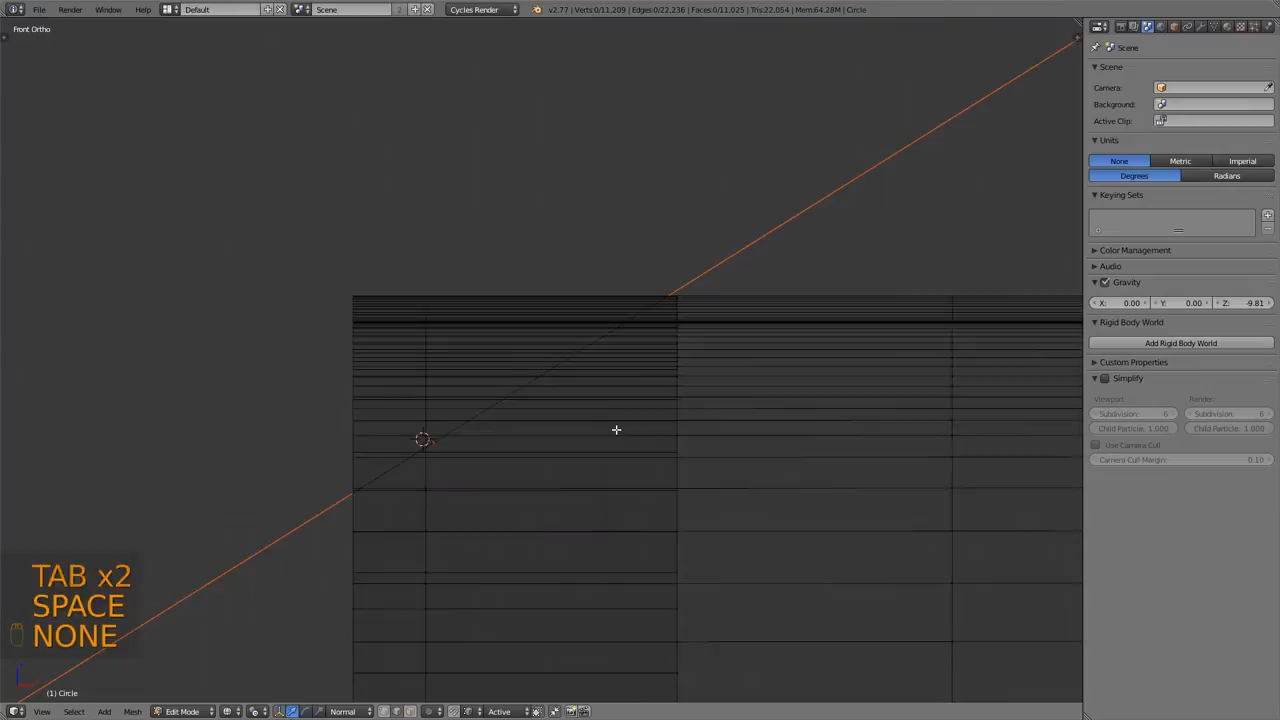 File Render Window Help Default Scene 2 Cycles Render v2.77 | Verts:0/11,209 | Edges:0/22,236 | Faces:0/11,025 | Tris:22,054 | Mem:64.28M | Circle
Front Ortho
Scene
Scene
Camera:
Background:
Active Clip:
Units
None Metric Imperial
Degrees Radians
Keying Sets
Color Management
Audio
Gravity
X: 0.00 Y: 0.00 Z: -9.81
Rigid Body World
Add Rigid Body World
Custom Properties
Simplify
Viewport: Render:
Subdivision: 6 Subdivision: 6
Child Particle: 1.000 Child Particle: 1.000
Use Camera Cull
Camera Cull Margin: 0.10
TAB x2
SPACE
NONE
(1) Circle
View Select Add Mesh Edit Mode Normal Active